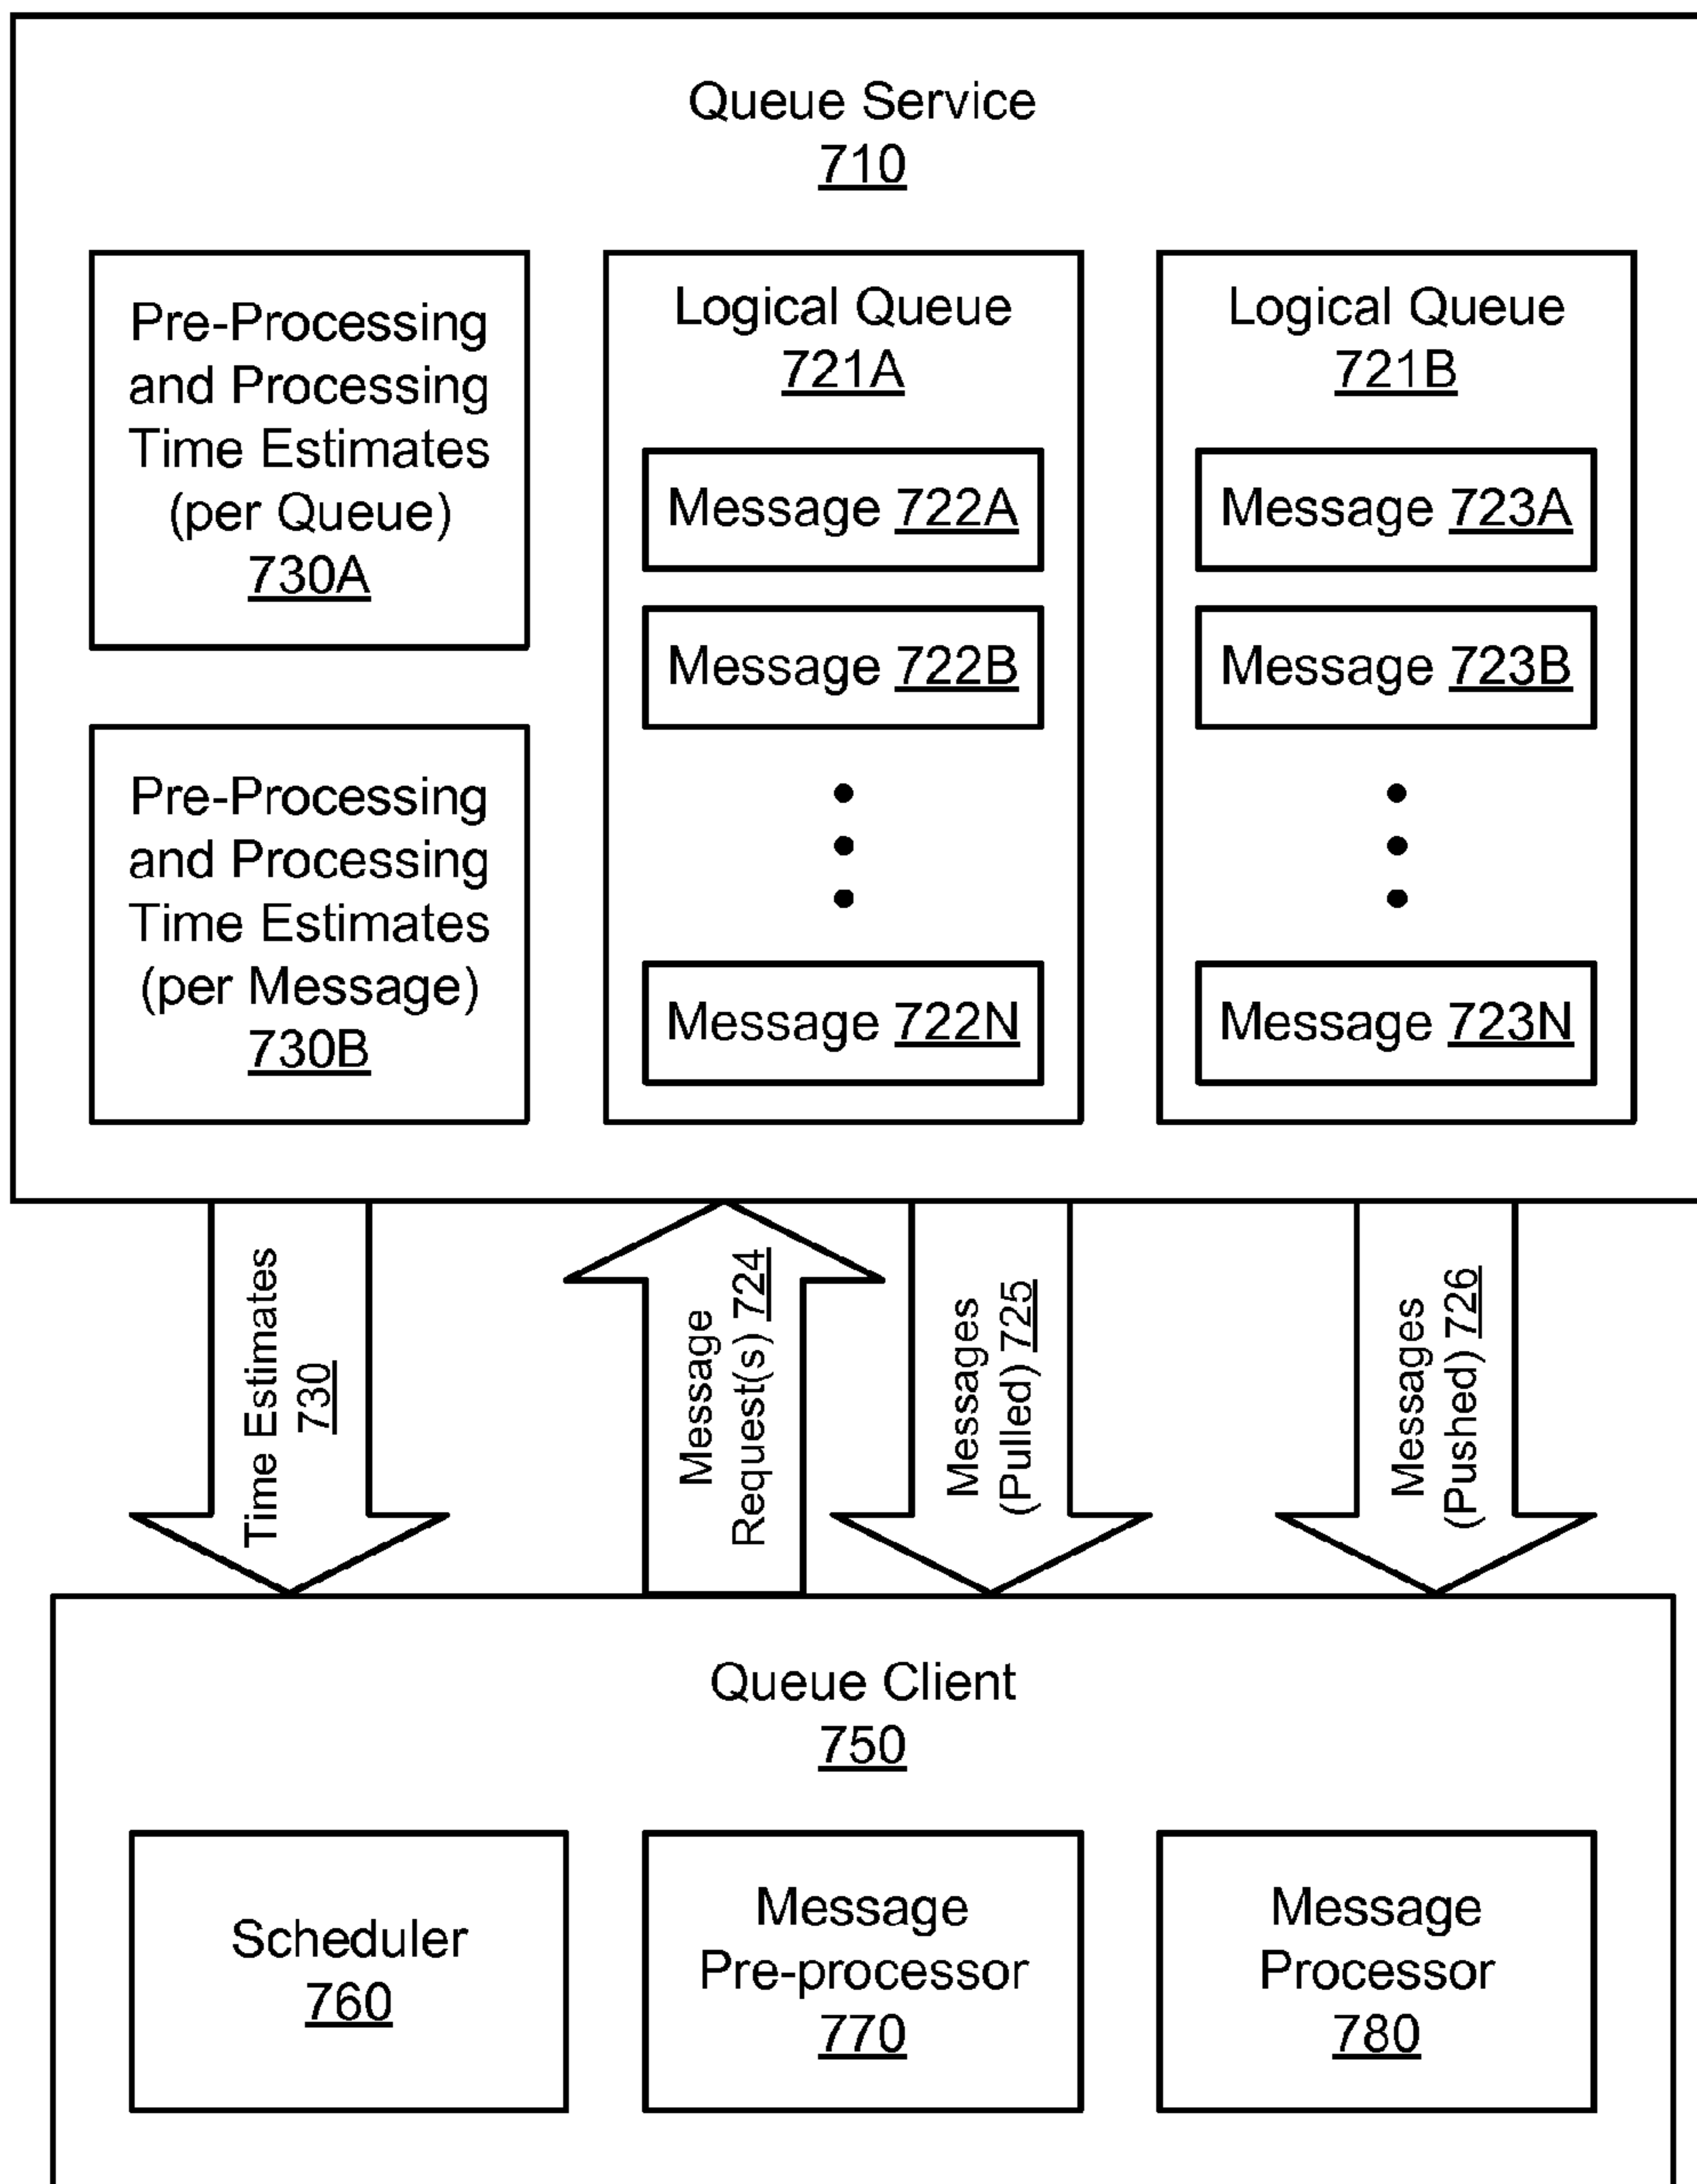 Queue Service
710
Pre-Processing
and Processing
Time Estimates
(per Queue)
730A
Pre-Processing
and Processing
Time Estimates
(per Message)
730B
Logical Queue
721A
Message 722A
Message 722B
Message 722N
Logical Queue
721B
Message 723A
Message 723B
Message 723N
Time Estimates
730
Message
Request(s) 724
Messages
(Pulled) 725
Messages
(Pushed) 726
Queue Client
750
Scheduler
760
Message
Pre-processor
770
Message
Processor
780